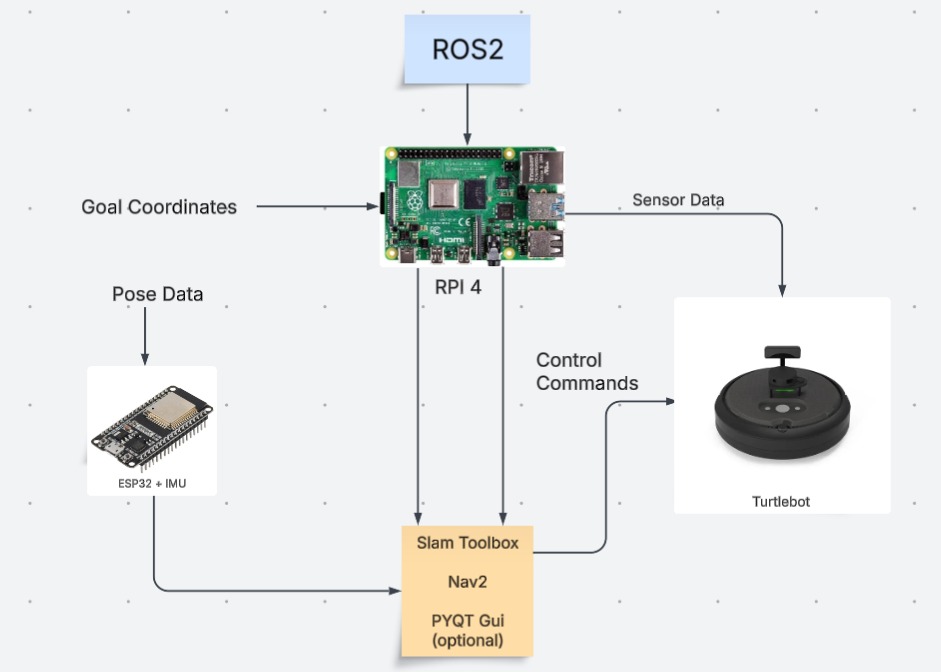 ROS2
Goal Coordinates
Sensor Data
HDMI
RPI 4
Pose Data
Control
Commands
ESP32 + IMU
Turtlebot
Slam Toolbox
Nav2
PYQT Gui
(optional)